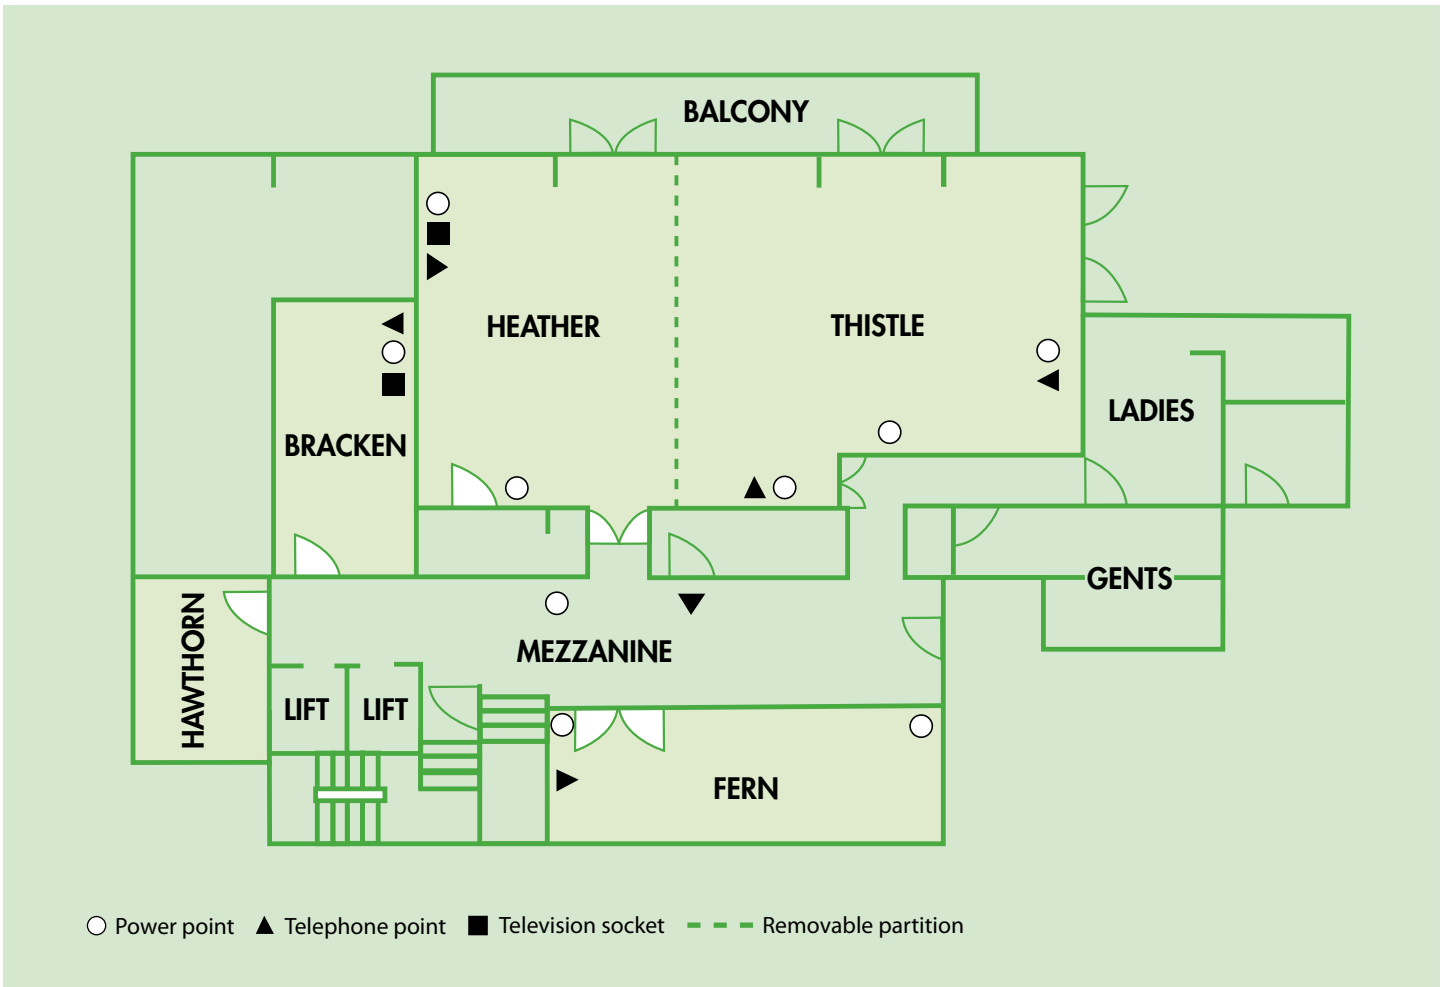 BALCONY
HEATHER
THISTLE
LADIES
BRACKEN
GENTS
HAWTHORN
MEZZANINE
LIFT
LIFT
FERN
Power point
Telephone point
Television socket
Removable partition